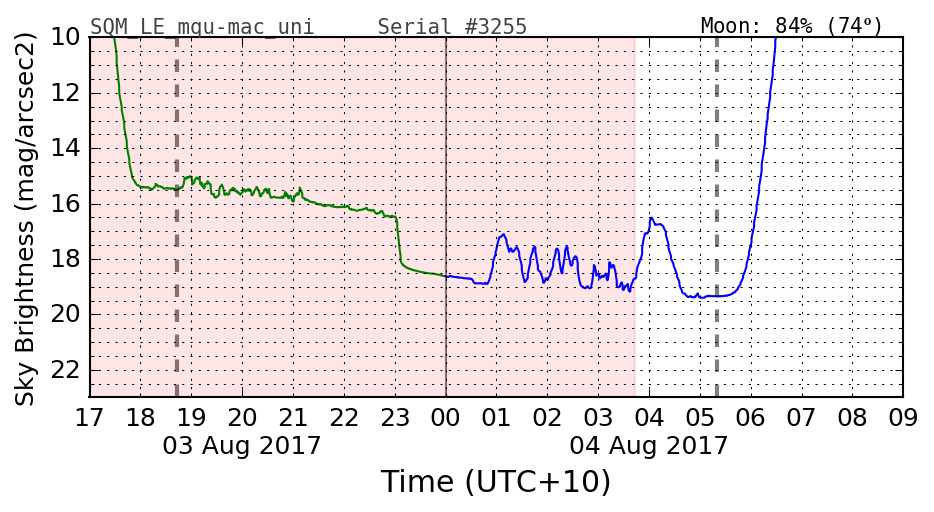 SQM_LE_mqu-mac_uni Serial #3255 Moon: 84% (74º)
Sky Brightness (mag/arcsec2)
10
12
14
16
18
20
22
17 18 19 20 21 22 23 00 01 02 03 04 05 06 07 08 09
03 Aug 2017 04 Aug 2017
Time (UTC+10)